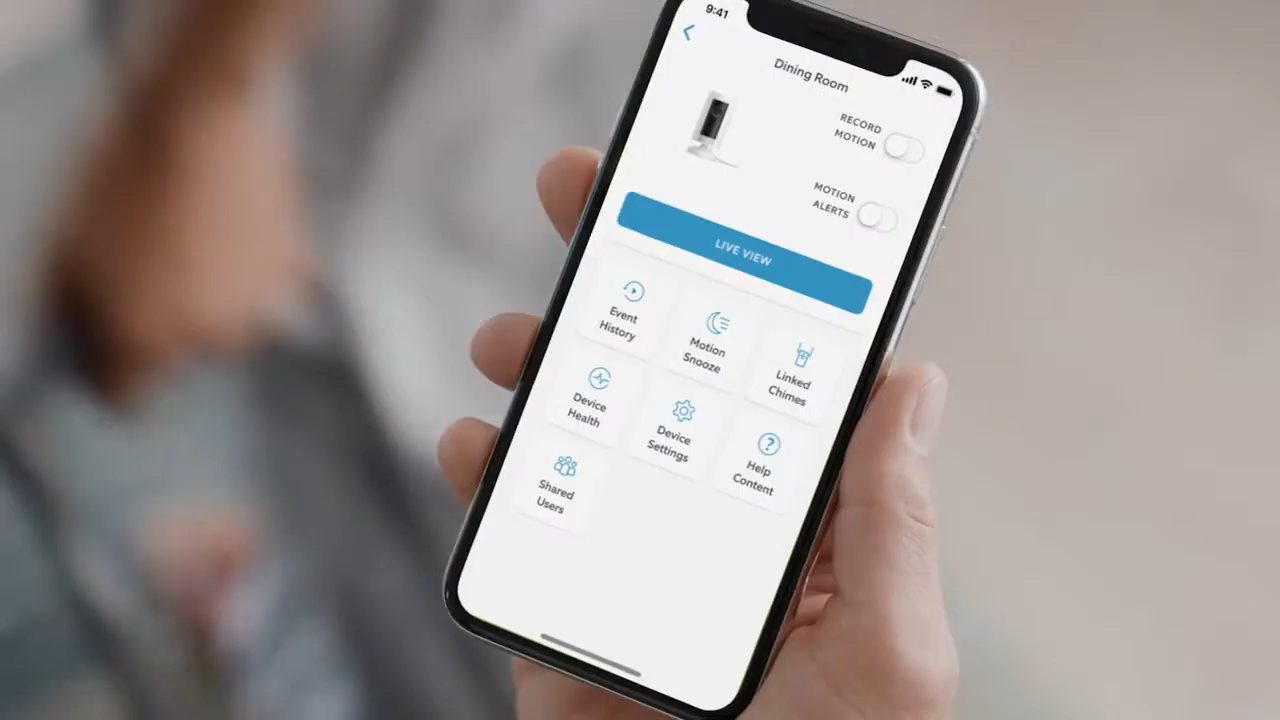 9:41
Dining Room
RECORD
MOTION
MOTION
ALERTS
LIVE VIEW
Event
History
Motion
Snooze
Linked
Chimes
Device
Health
Device
Settings
?
Help
Content
Shared
Users